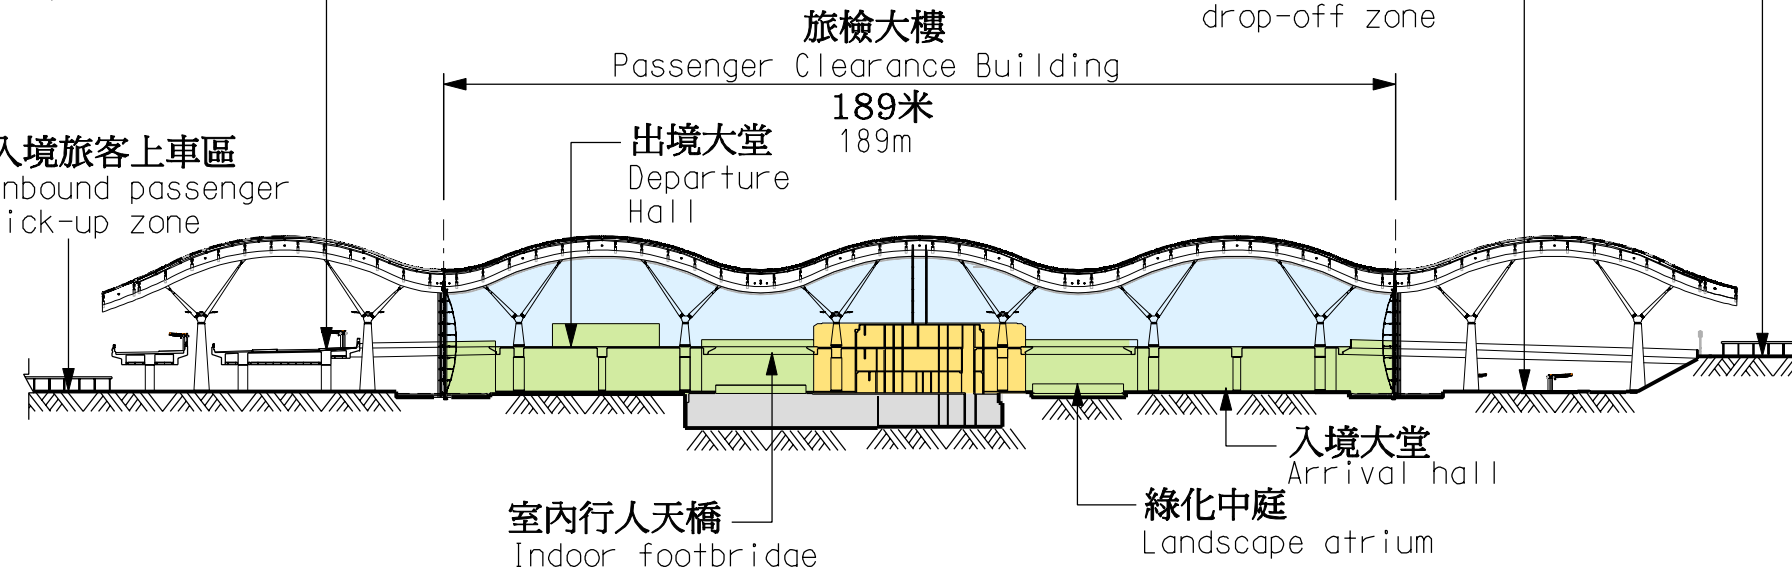 drop-off zone
旅檢大樓
Passenger Clearance Building
189米
189m
出境大堂
Departure
Hall
入境旅客上車區
nbound passenger
ick-up zone
入境大堂
Arrival hall
綠化中庭
Landscape atrium
室內行人天橋
Indoor footbridge